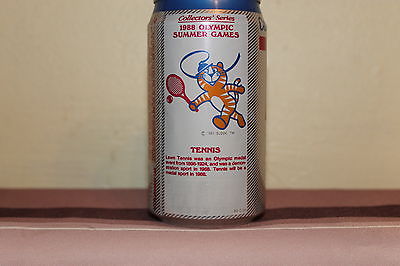 Collectors' Series
1988 OLYMPIC
SUMMER GAMES
TENNIS
Lawn Tennis was an Olympic medal
event from 1896-1924, and was a demon-
stration sport in 1968. Tennis will be a
medal sport in 1988.